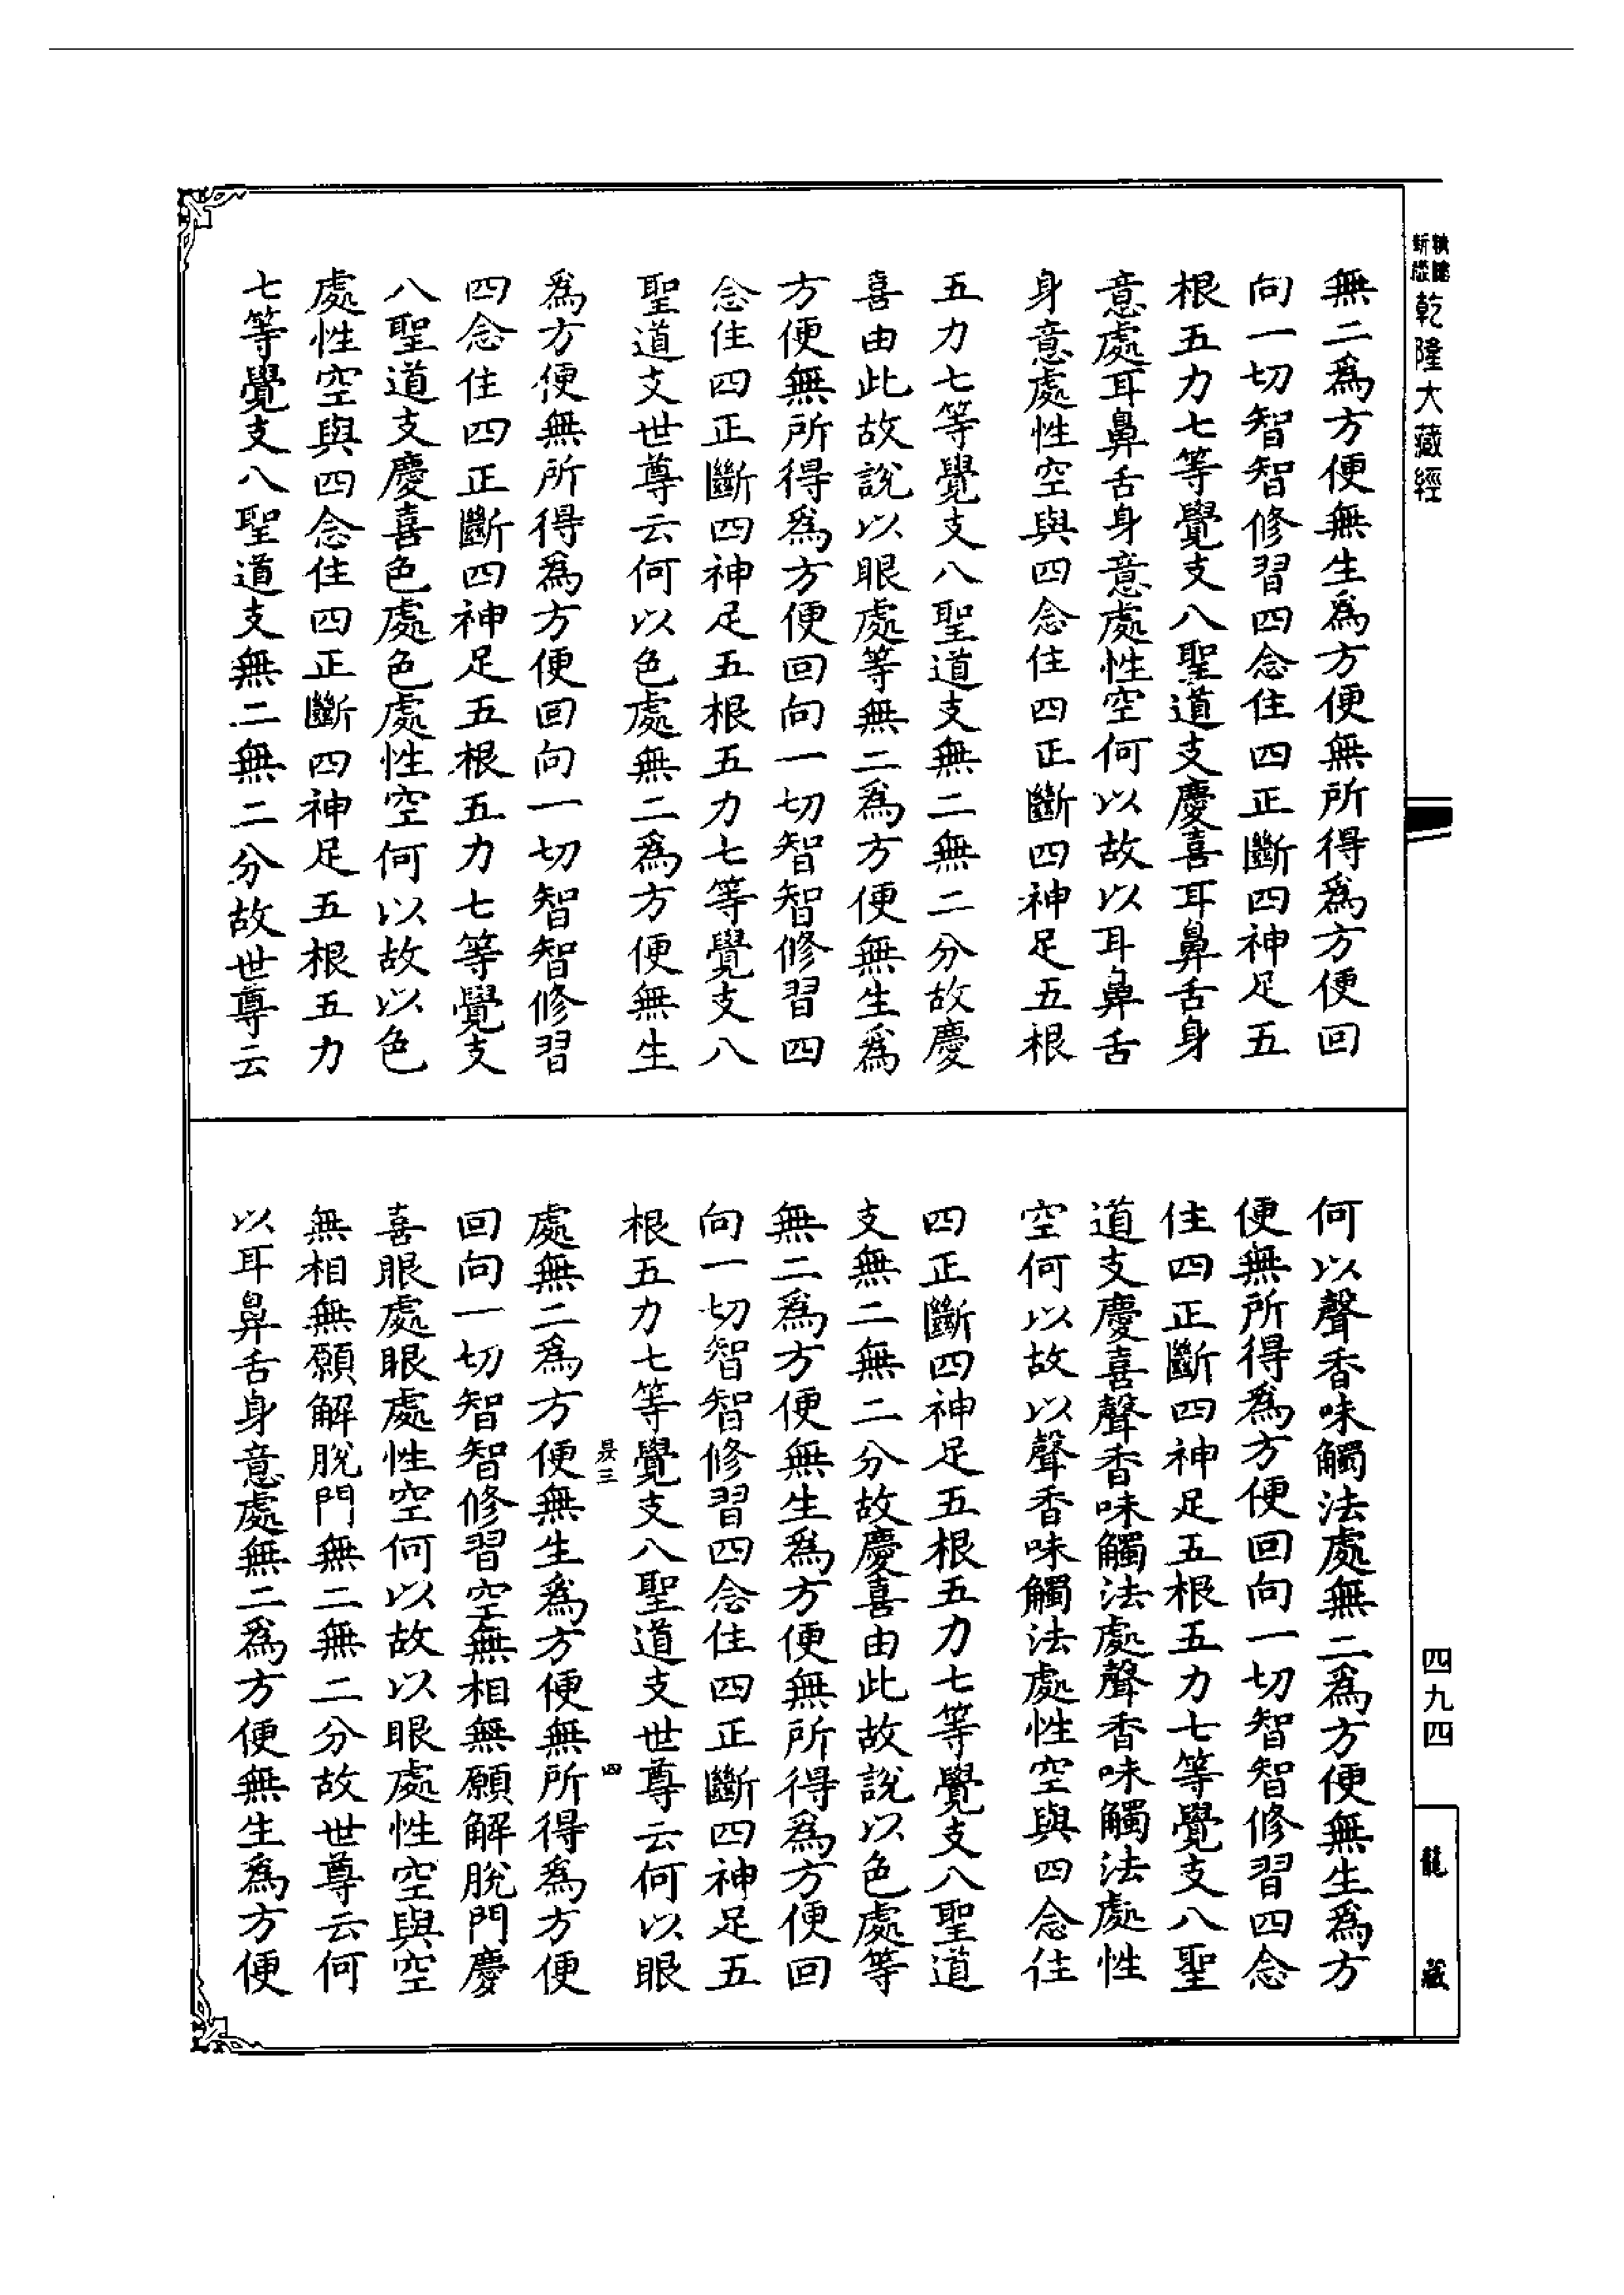 乾隆大藏經
無二爲方便無生爲方便無所得爲方便回
向一切智智修習四念住四正斷四神足五
根五力七等覺支八聖道支慶喜耳鼻舌身
意處耳鼻舌身意處性空何以故以耳鼻舌
身意處性空與四念住四正斷四神足五根
五力七等覺支八聖道支無二無二分故慶
喜由此故說以眼處等無二爲方便無生爲
方便無所得爲方便回向一切智智修習四
念住四正斷四神足五根五力七等覺支八
聖道支世尊云何以色處無二爲方便無生
爲方便無所得爲方便回向一切智智修習
四念住四正斷四神足五根五力七等覺支
八聖道支慶喜色處色處性空何以故以色
處性空與四念住四正斷四神足五根五力
七等覺支八聖道支無二無二分故世尊云
何以聲香味觸法處無二爲方便無生爲方
便無所得爲方便回向一切智智修習四念
住四正斷四神足五根五力七等覺支八聖
道支慶喜聲香味觸法處聲香味觸法處性
空何以故以聲香味觸法處性空與四念住
四正斷四神足五根五力七等覺支八聖道
支無二無二分故慶喜由此故說以色處等
無二爲方便無生爲方便無所得爲方便回
向一切智智修習四念住四正斷四神足五
根五力七等覺支八聖道支世尊云何以眼
三 四
處無二爲方便無生爲方便無所得爲方便
回向一切智智修習空無相無願解脫門慶
喜眼處眼處性空何以故以眼處性空與空
無相無願解脫門無二無二分故世尊云何
以耳鼻舌身意處無二爲方便無生爲方便
四九四
龍藏